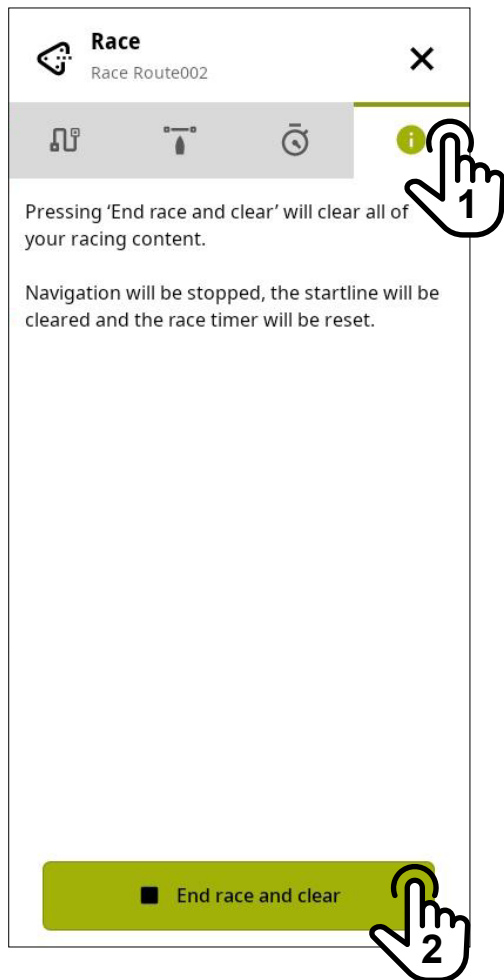 Race
Race Route002
1
Pressing ‘End race and clear’ will clear all of
your racing content.
Navigation will be stopped, the startline will be
cleared and the race timer will be reset.
End race and clear
2